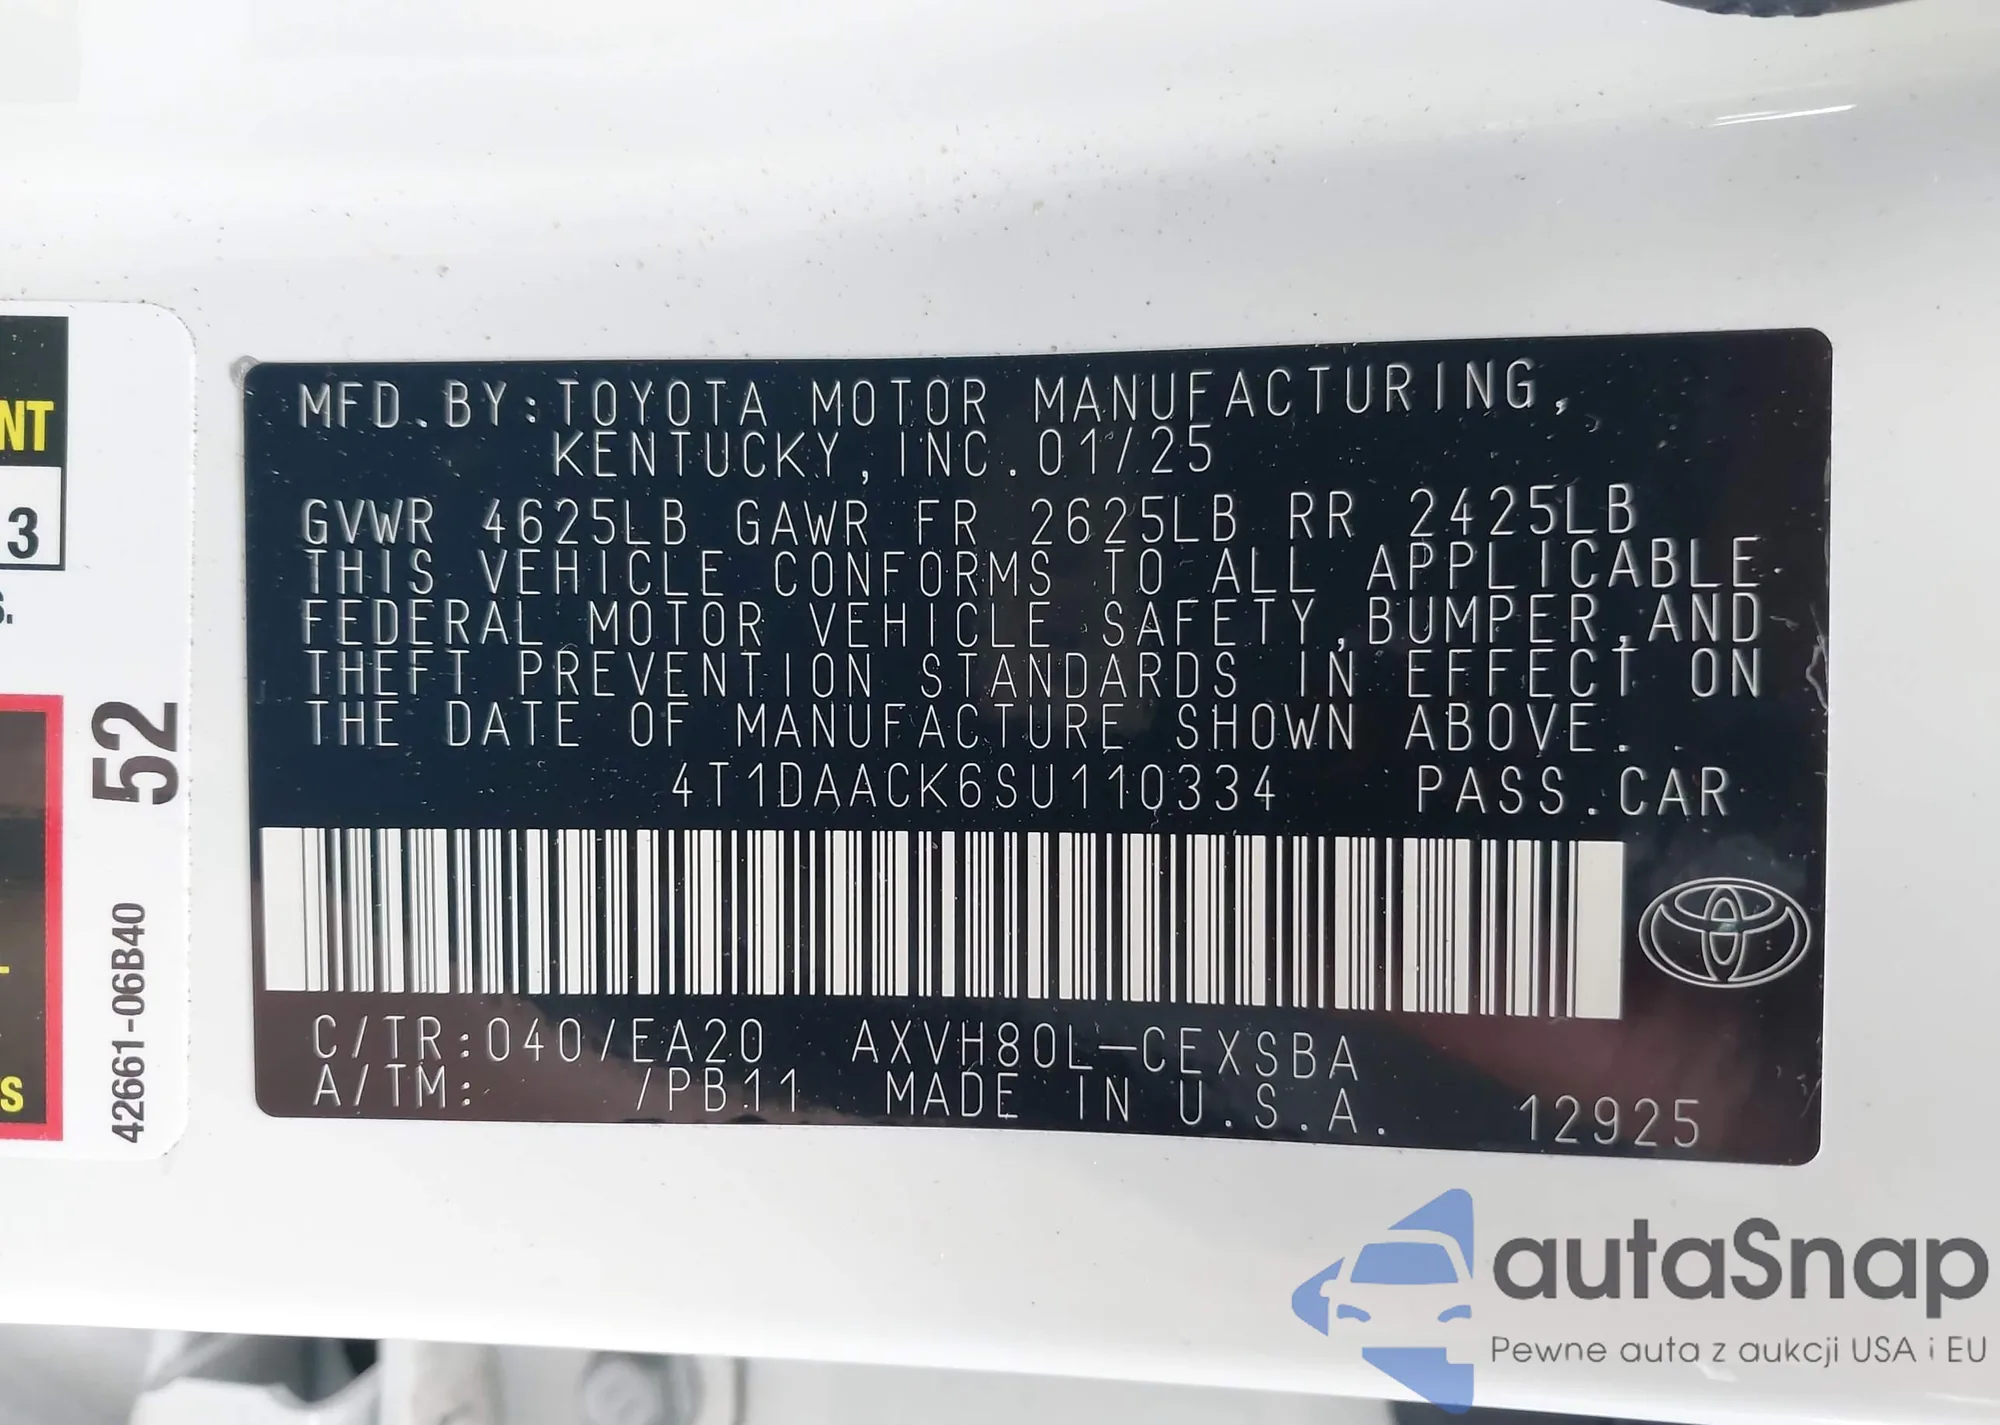 NT
3
S.
S
52
42661-06B40
MFD.BY:TOYOTA MOTOR MANUFACTURING,
KENTUCKY,INC.01/25
GVWR 4625LB GAWR FR 2625LB RR 2425LB
THIS VEHICLE CONFORMS TO ALL APPLICABLE
FEDERAL MOTOR VEHICLE SAFETY,BUMPER,AND
THEFT PREVENTION STANDARDS IN EFFECT ON
THE DATE OF MANUFACTURE SHOWN ABOVE.
4T1DAACK6SU110334 PASS.CAR
C/TR:040/EA20 AXVH80L-CEXSBA
A/TM: /PB11 MADE IN U.S.A. 12925
autaSnap
Pewne auta z aukcji USA i EU